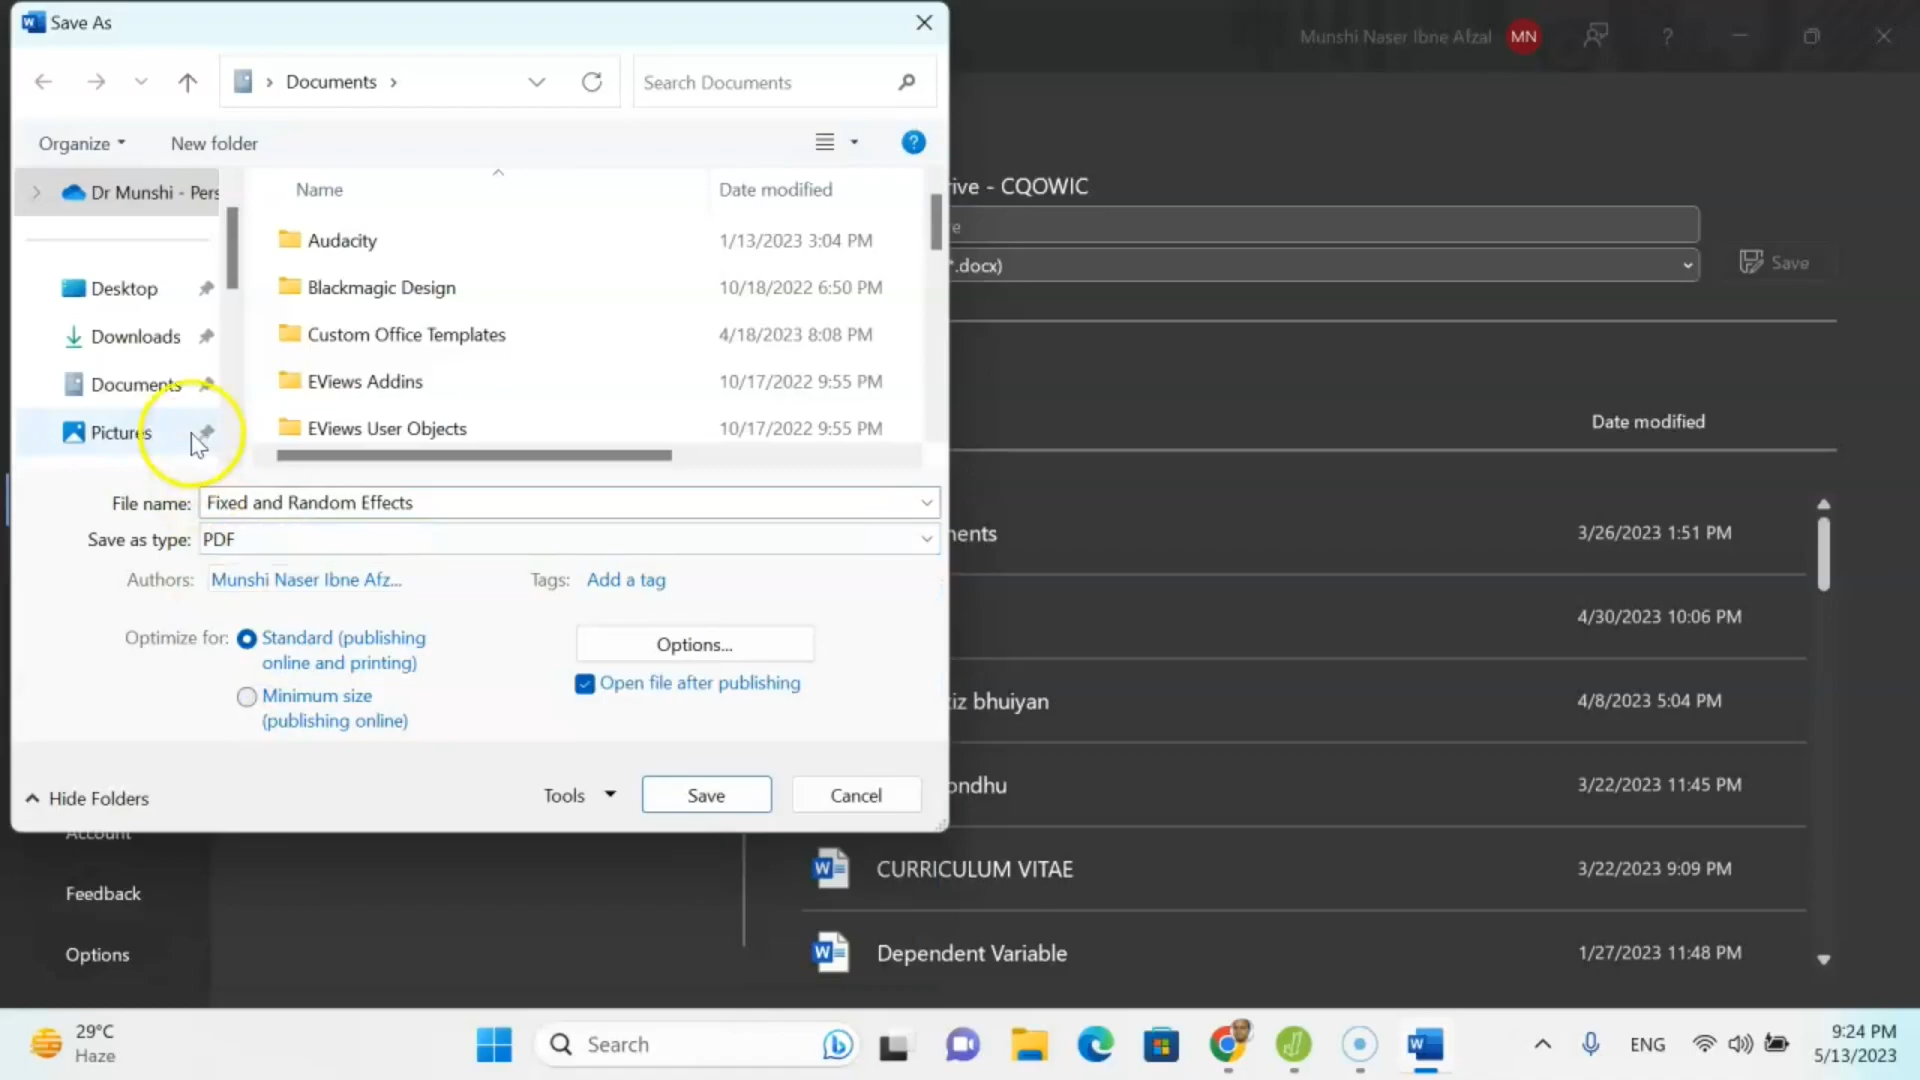 Save As
Munshi Naser Ibne Afzal MN ?
Documents
Search Documents
Organize New folder ?
Dr Munshi - Pers
Name Date modified
ive - CQOWIC
e
Audacity 1/13/2023 3:04 PM
.docx) Save
Desktop Blackmagic Design 10/18/2022 6:50 PM
Downloads Custom Office Templates 4/18/2023 8:08 PM
Documents EViews Addins 10/17/2022 9:55 PM
Pictures EViews User Objects 10/17/2022 9:55 PM
Date modified
File name: Fixed and Random Effects
Save as type: PDF
ents 3/26/2023 1:51 PM
Authors: Munshi Naser Ibne Afz... Tags: Add a tag
4/30/2023 10:06 PM
Optimize for: Standard (publishing
online and printing)
Options...
Open file after publishing
Minimum size
(publishing online)
iz bhuiyan 4/8/2023 5:04 PM
ondhu 3/22/2023 11:45 PM
Hide Folders Tools Save Cancel
Account
CURRICULUM VITAE 3/22/2023 9:09 PM
Feedback
Options
Dependent Variable 1/27/2023 11:48 PM
29°C
Haze
Search
ENG
9:24 PM
5/13/2023